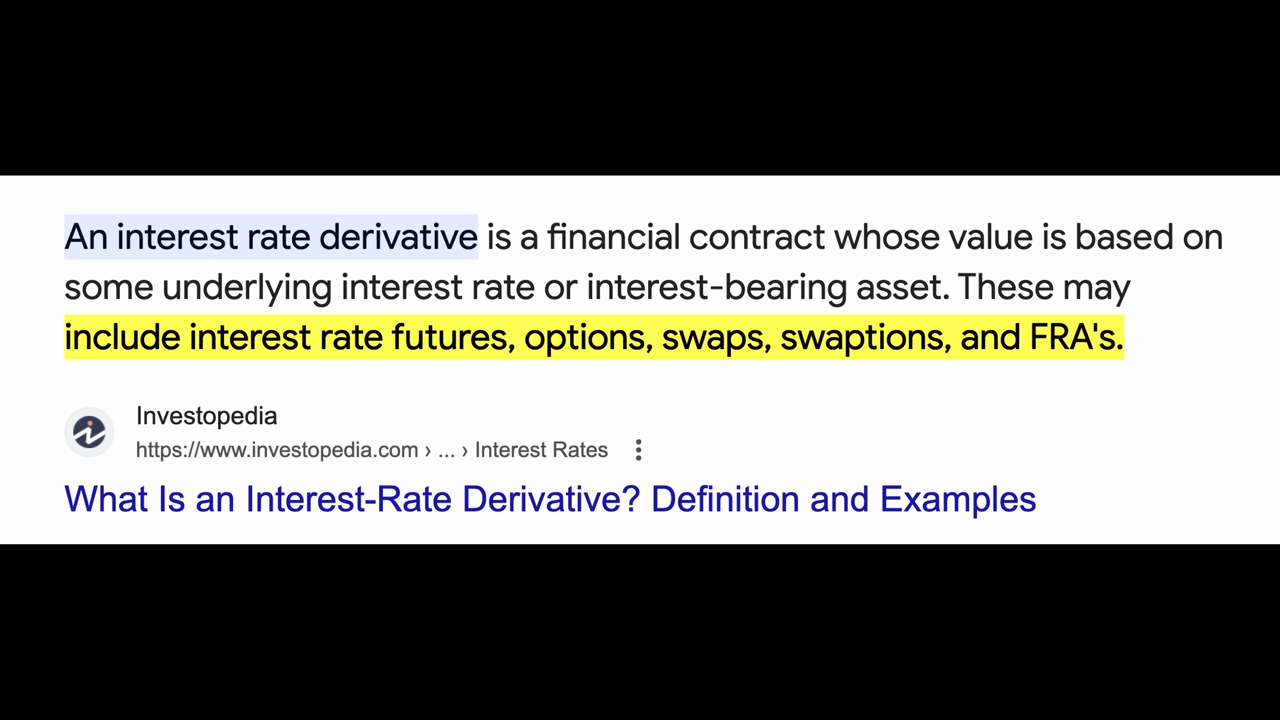 An interest rate derivative is a financial contract whose value is based on
some underlying interest rate or interest-bearing asset. These may
include interest rate futures, options, swaps, swaptions, and FRA's.
Investopedia
https://www.investopedia.com › ... › Interest Rates
What Is an Interest-Rate Derivative? Definition and Examples